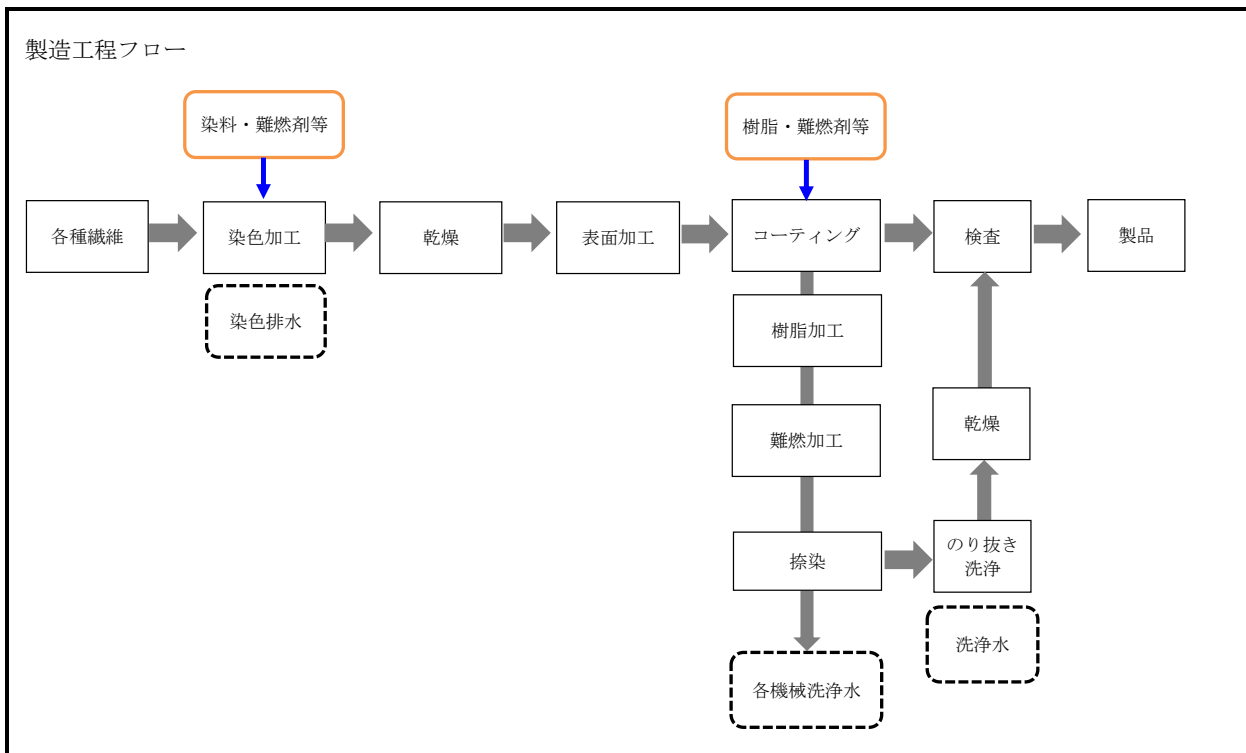 製造工程フロー
染料・難燃剤等
樹脂・難燃剤等
各種繊維
染色加工
乾燥
表面加工
コーティング
検査
製品
染色排水
樹脂加工
難燃加工
乾燥
捺染
のり抜き
洗浄
洗浄水
各機械洗浄水